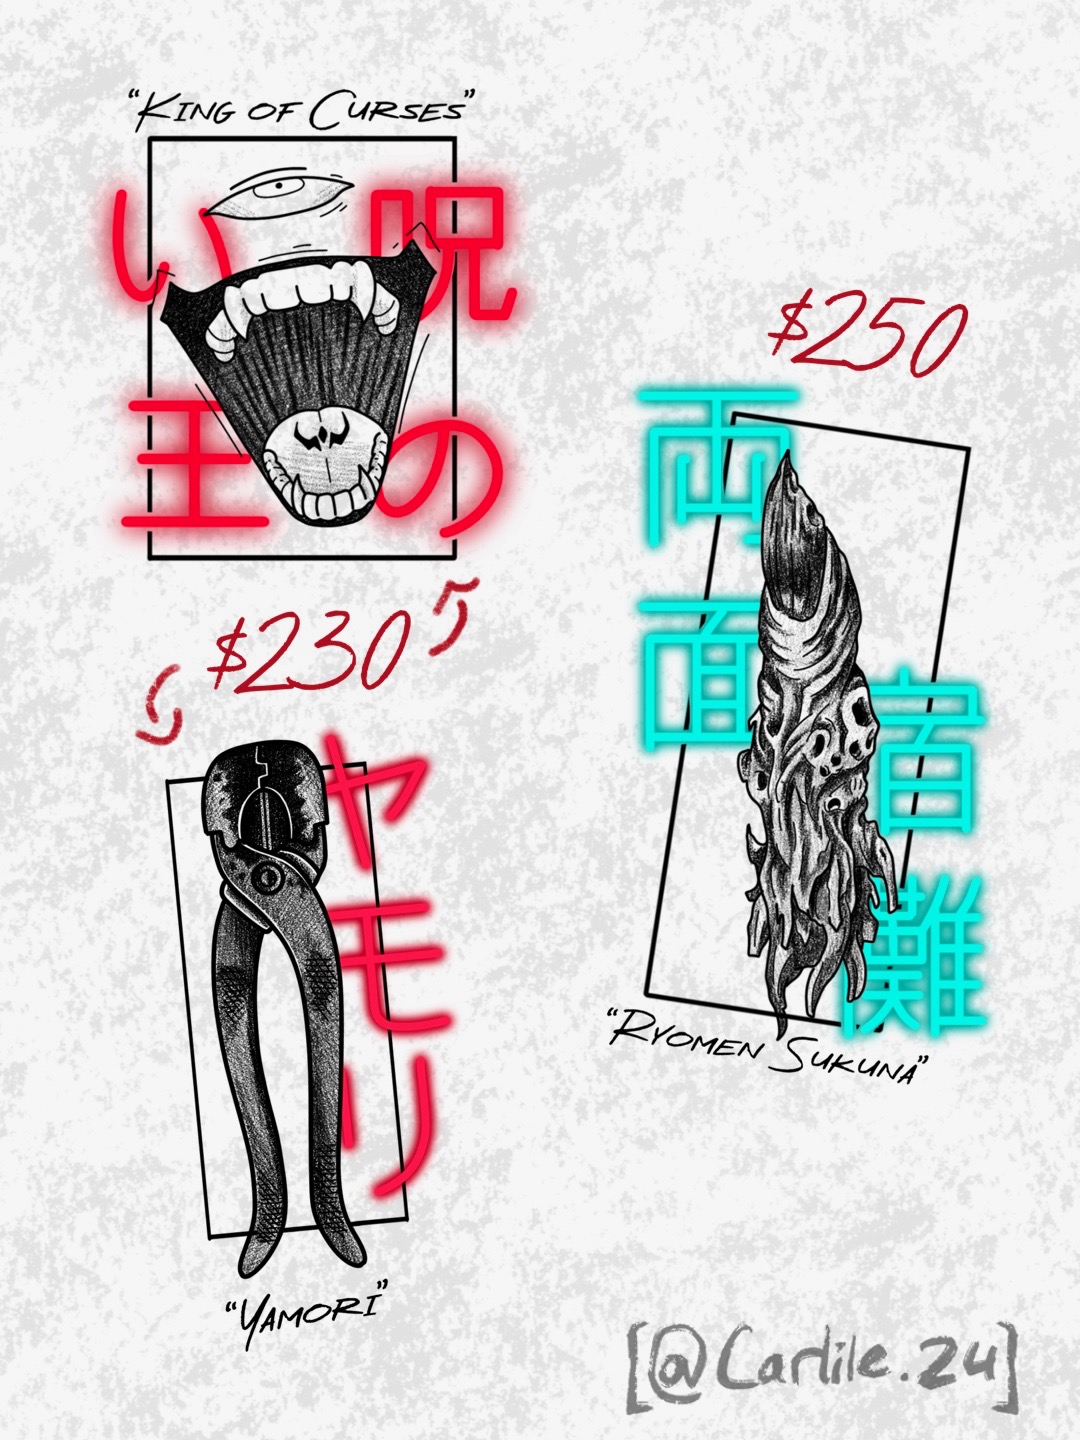 “KING OF CURSES”
呪い
の王
$230
ヤモリ
“YAMORI”
$250
両面
宿儺
“RYOMEN SUKUNA”
[@Carlile.24]